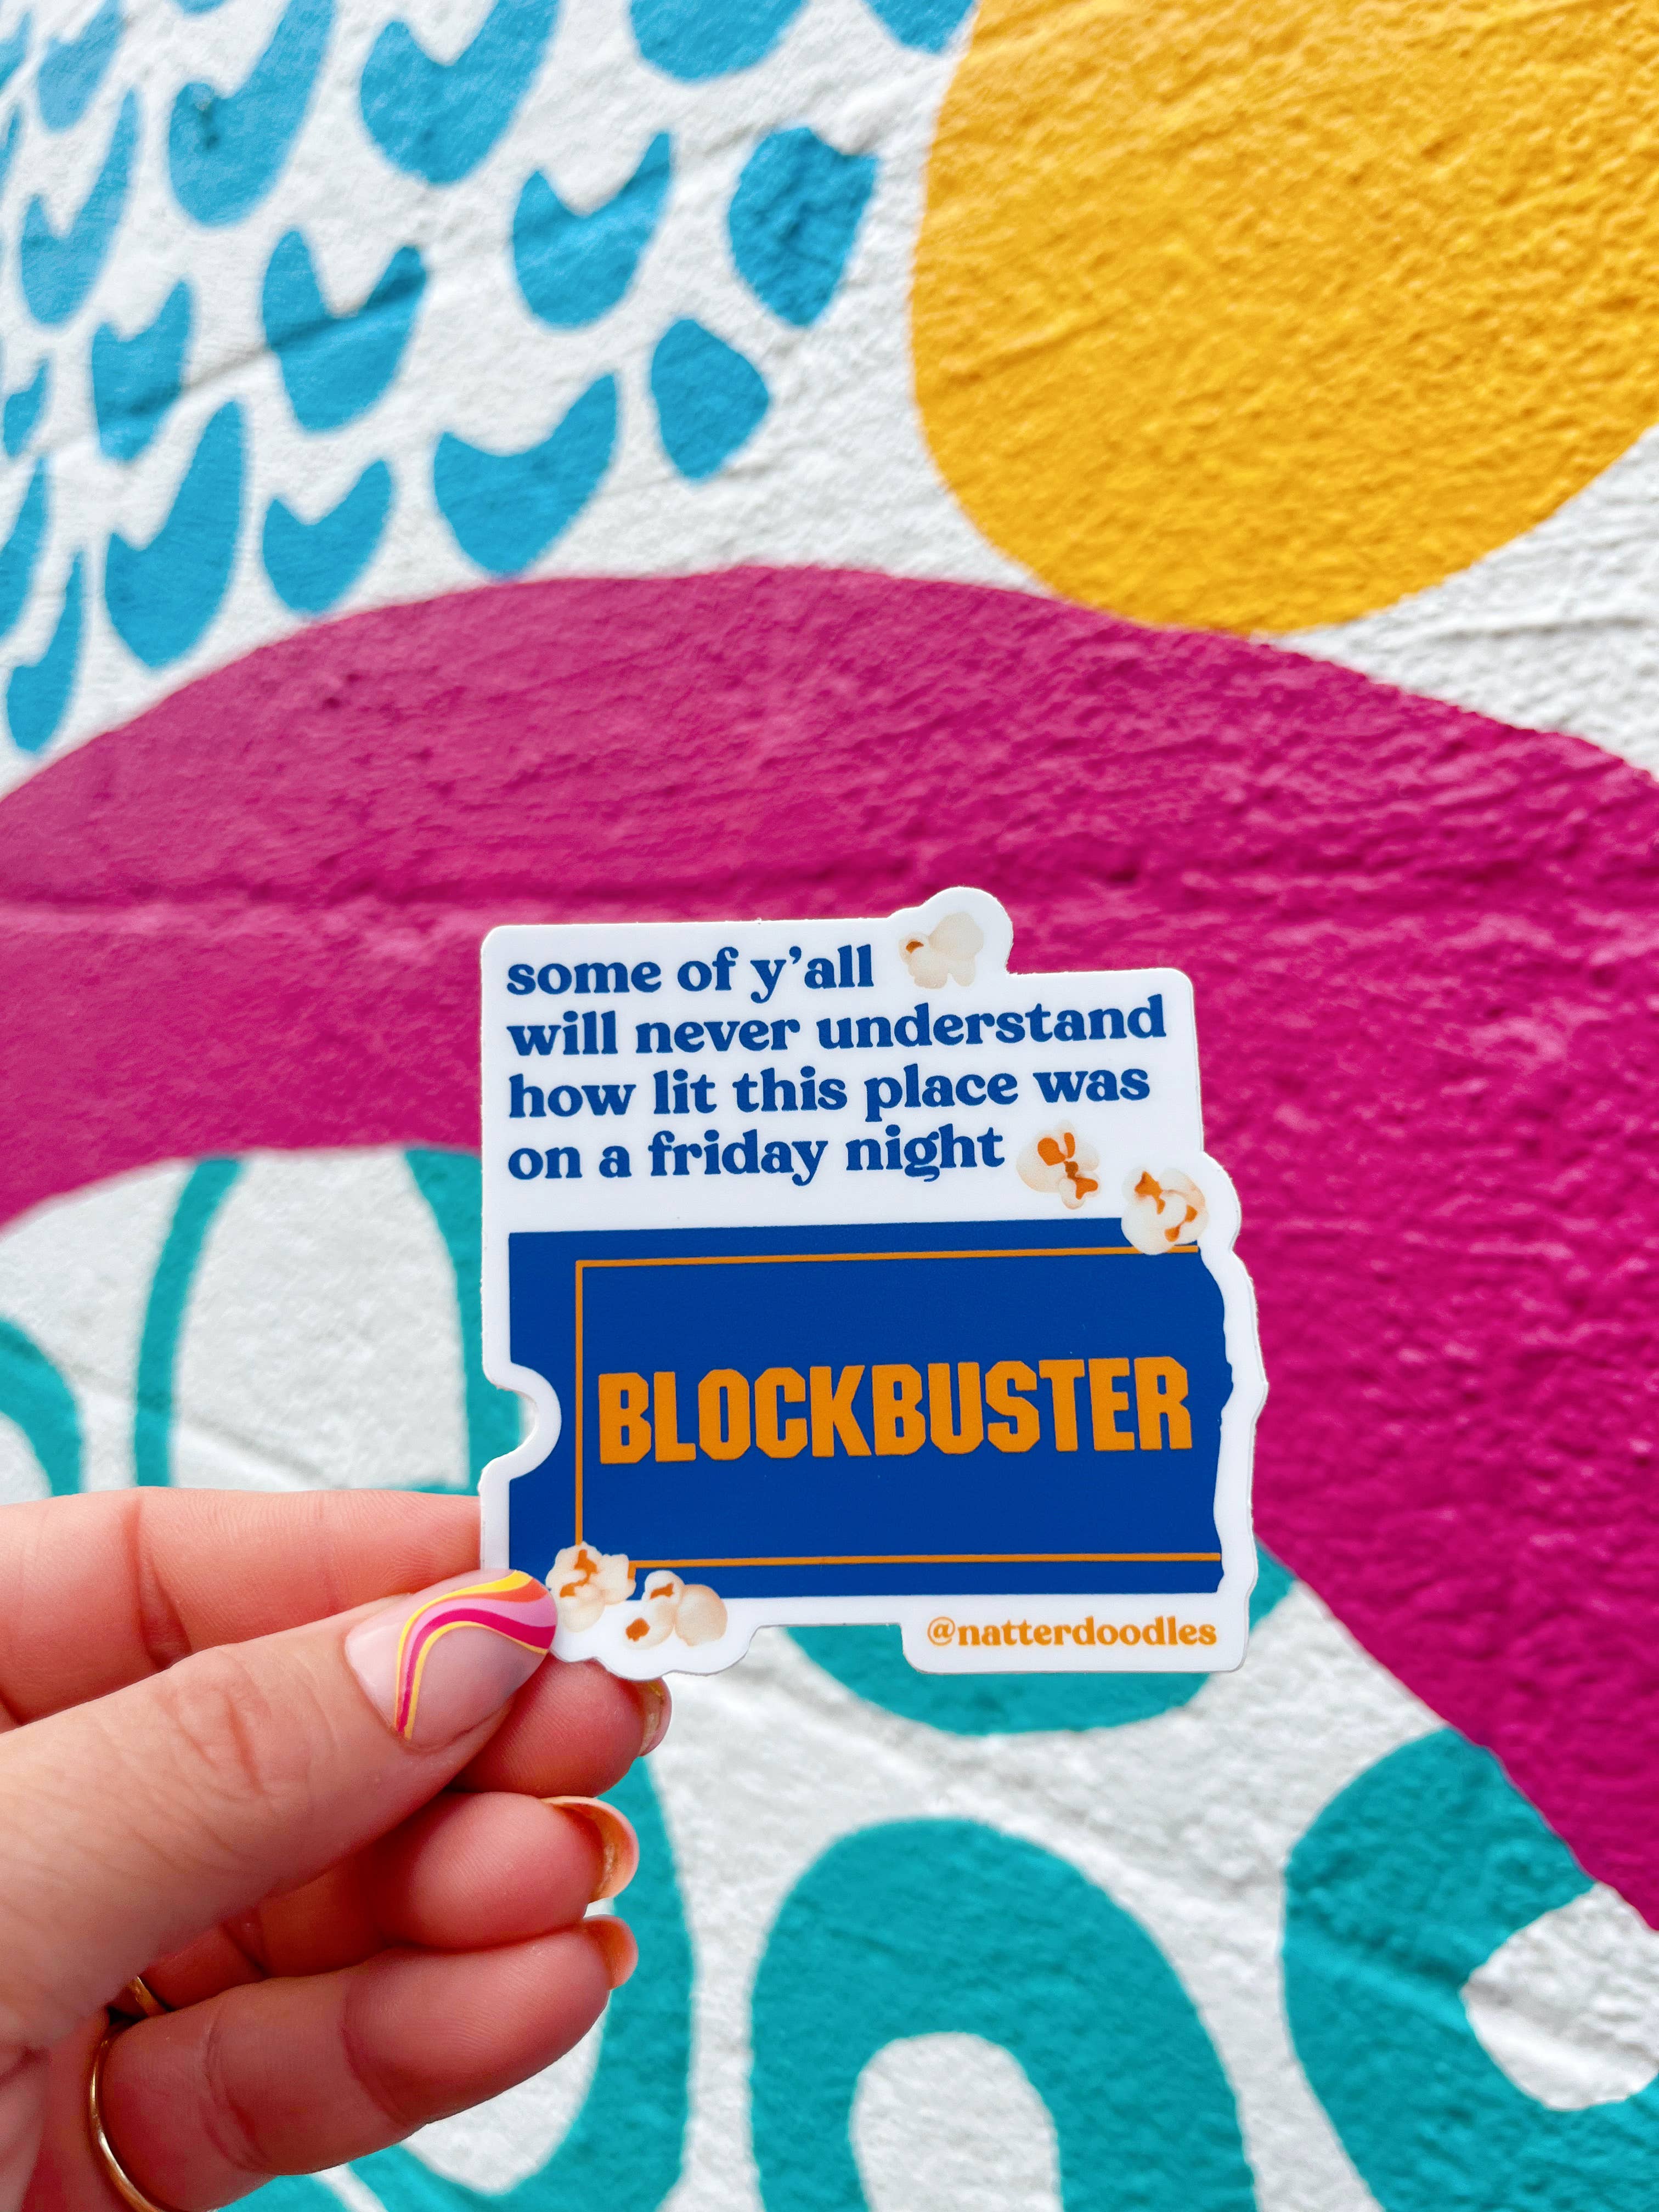 some of y’all
will never understand
how lit this place was
on a friday night
BLOCKBUSTER
@natterdoodles